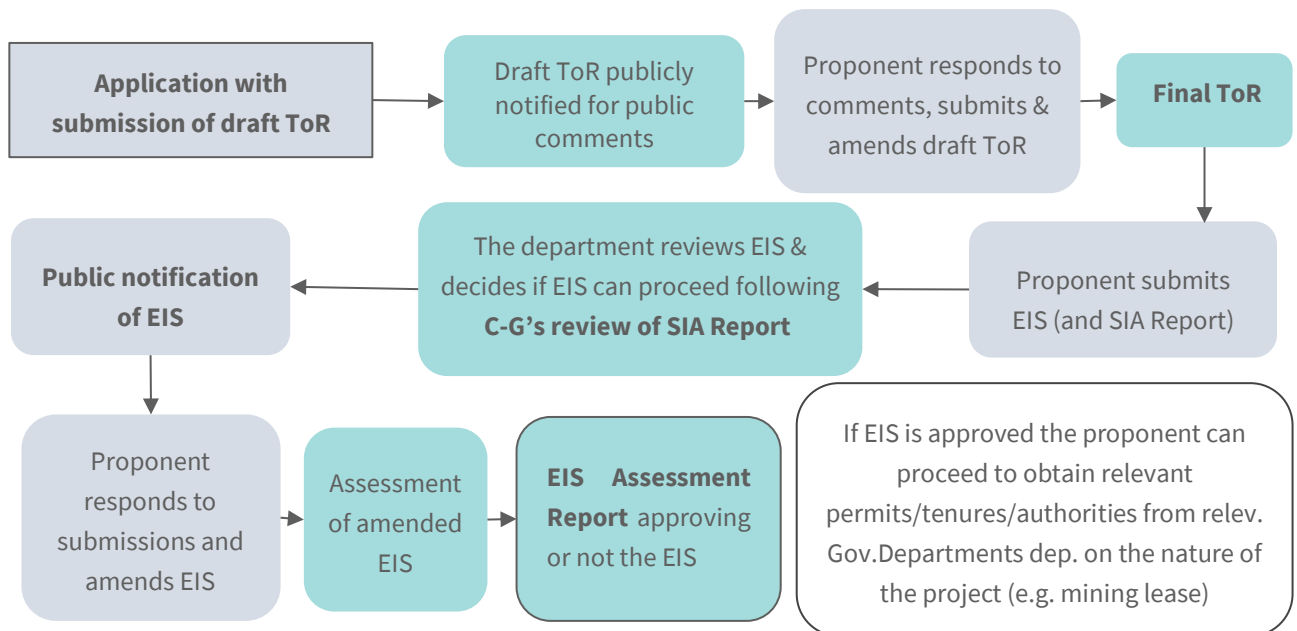 Application with
submission of draft ToR
Draft ToR publicly
notified for public
comments
Proponent responds to
comments, submits &
amends draft ToR
Final ToR
Proponent submits
EIS (and SIA Report)
The department reviews EIS &
decides if EIS can proceed following
C-G’s review of SIA Report
Public notification
of EIS
Proponent
responds to
submissions and
amends EIS
Assessment
of amended
EIS
EIS Assessment
Report approving
or not the EIS
If EIS is approved the proponent can
proceed to obtain relevant
permits/tenures/authorities from relev.
Gov.Departments dep. on the nature of
the project (e.g. mining lease)